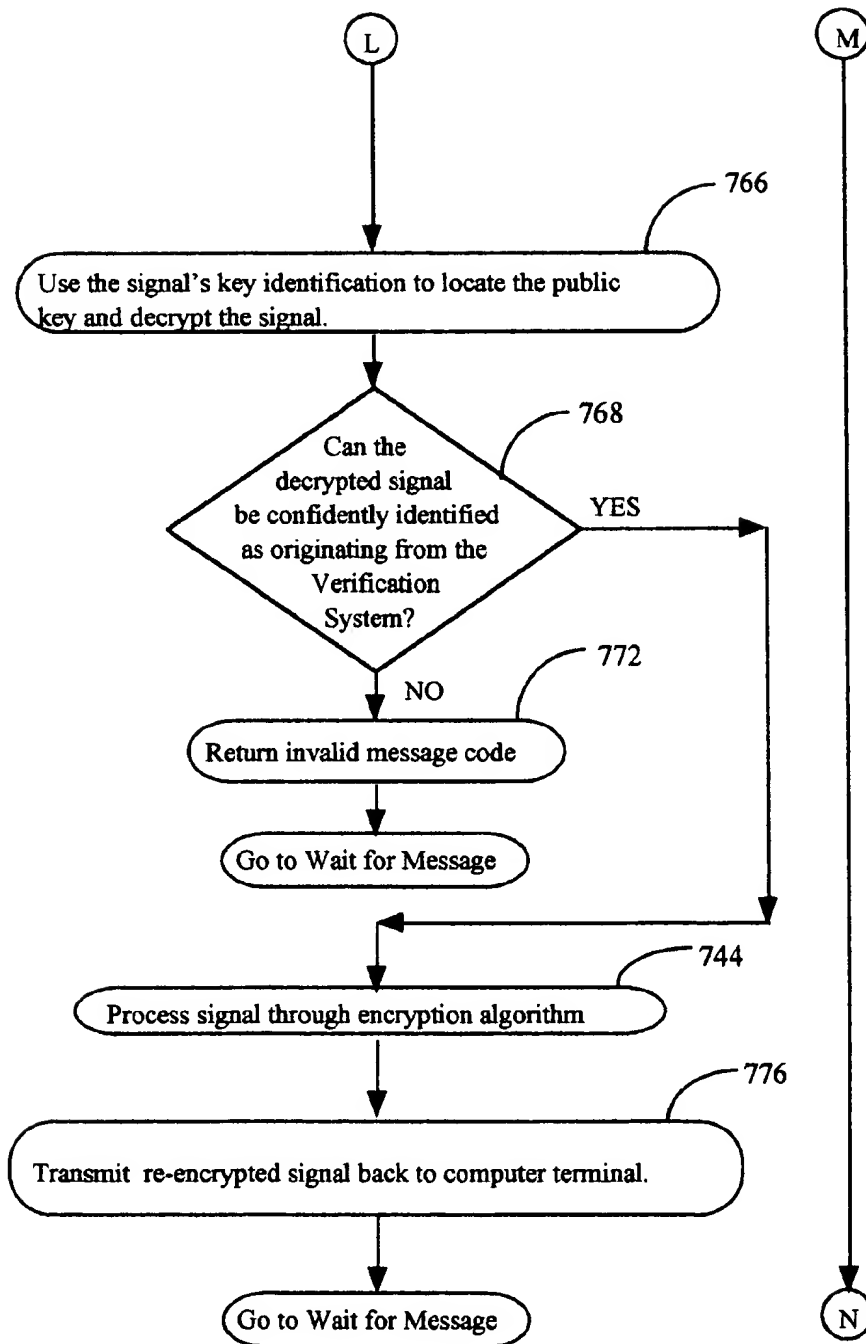 L
M
766
Use the signal's key identification to locate the public
key and decrypt the signal.
768
Can the
decrypted signal
be confidently identified
as originating from the
Verification
System?
YES
772
NO
Return invalid message code
Go to Wait for Message
744
Process signal through encryption algorithm
776
Transmit re-encrypted signal back to computer terminal.
Go to Wait for Message
N